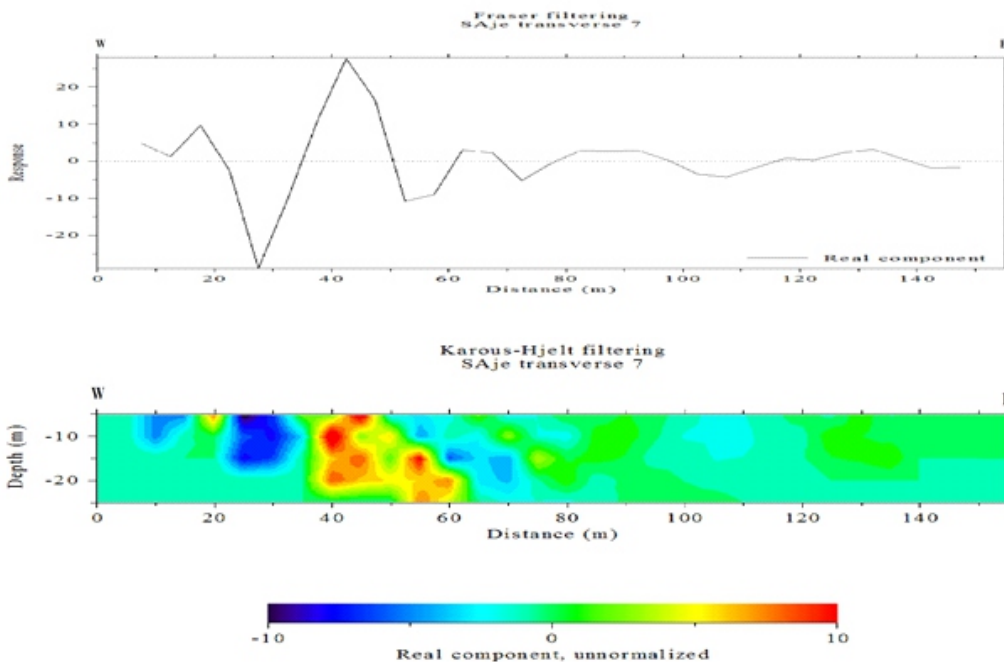 Fraser filtering
SAje transverse 7
W
Response
20
10
0
-10
-20
Real component
0 20 40 60 80 100 120 140
Distance (m)
Karous-Hjelt filtering
SAje transverse 7
W
Depth (m)
-10
-20
0 20 40 60 80 100 120 140
Distance (m)
-10 0 10
Real component, unnormalized